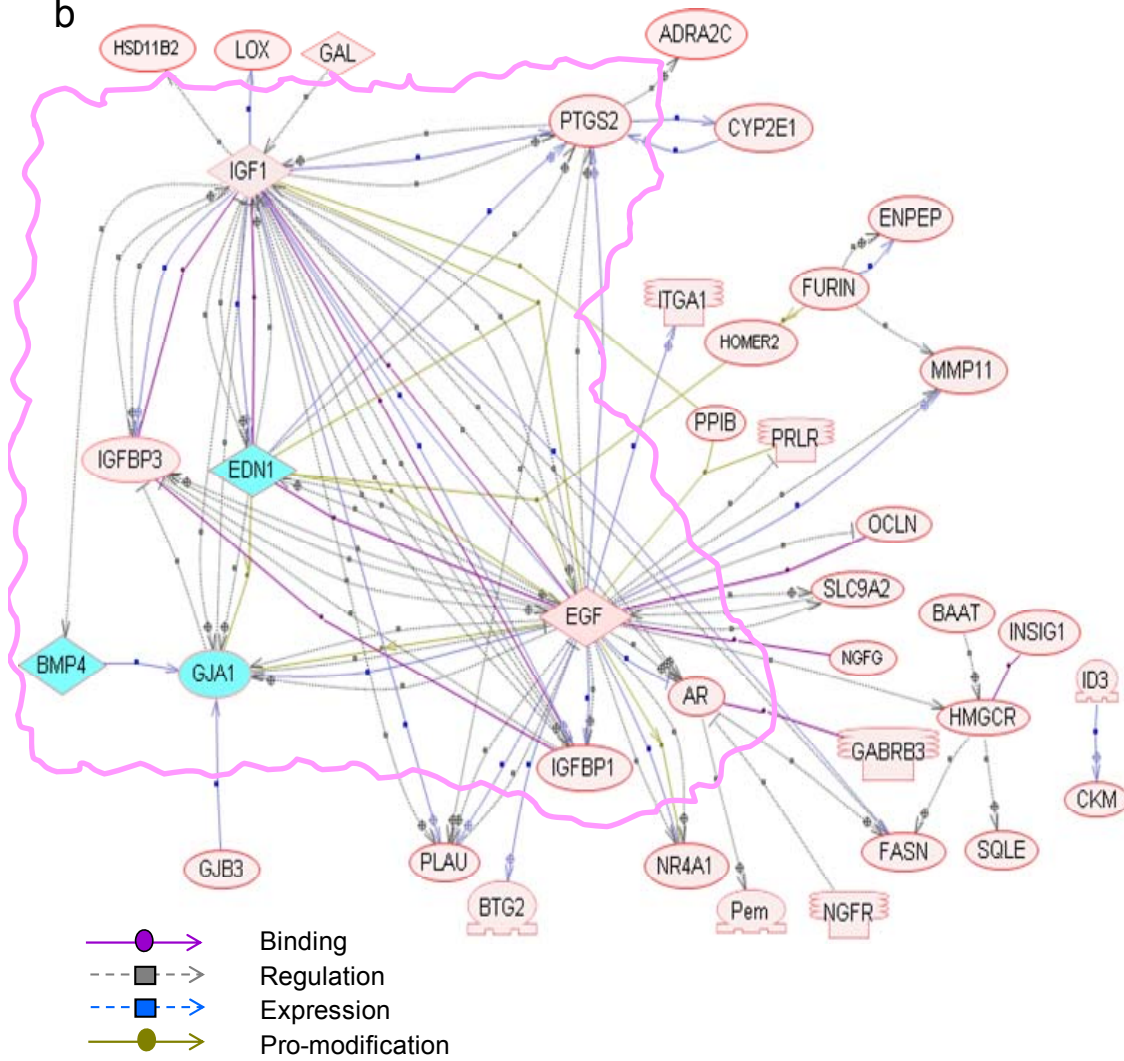 b
HSD11B2
LOX
GAL
ADRA2C
PTGS2
CYP2E1
IGF1
ENPEP
FURIN
ITGA1
HOMER2
MMP11
PPIB
PRLR
IGFBP3
EDN1
OCLN
SLC9A2
EGF
BAAT
INSIG1
NGFG
BMP4
GJA1
ID3
AR
HMGCR
GABRB3
IGFBP1
CKM
PLAU
NR4A1
FASN
SQLE
GJB3
BTG2
Pem
NGFR
Binding
Regulation
Expression
Pro-modification